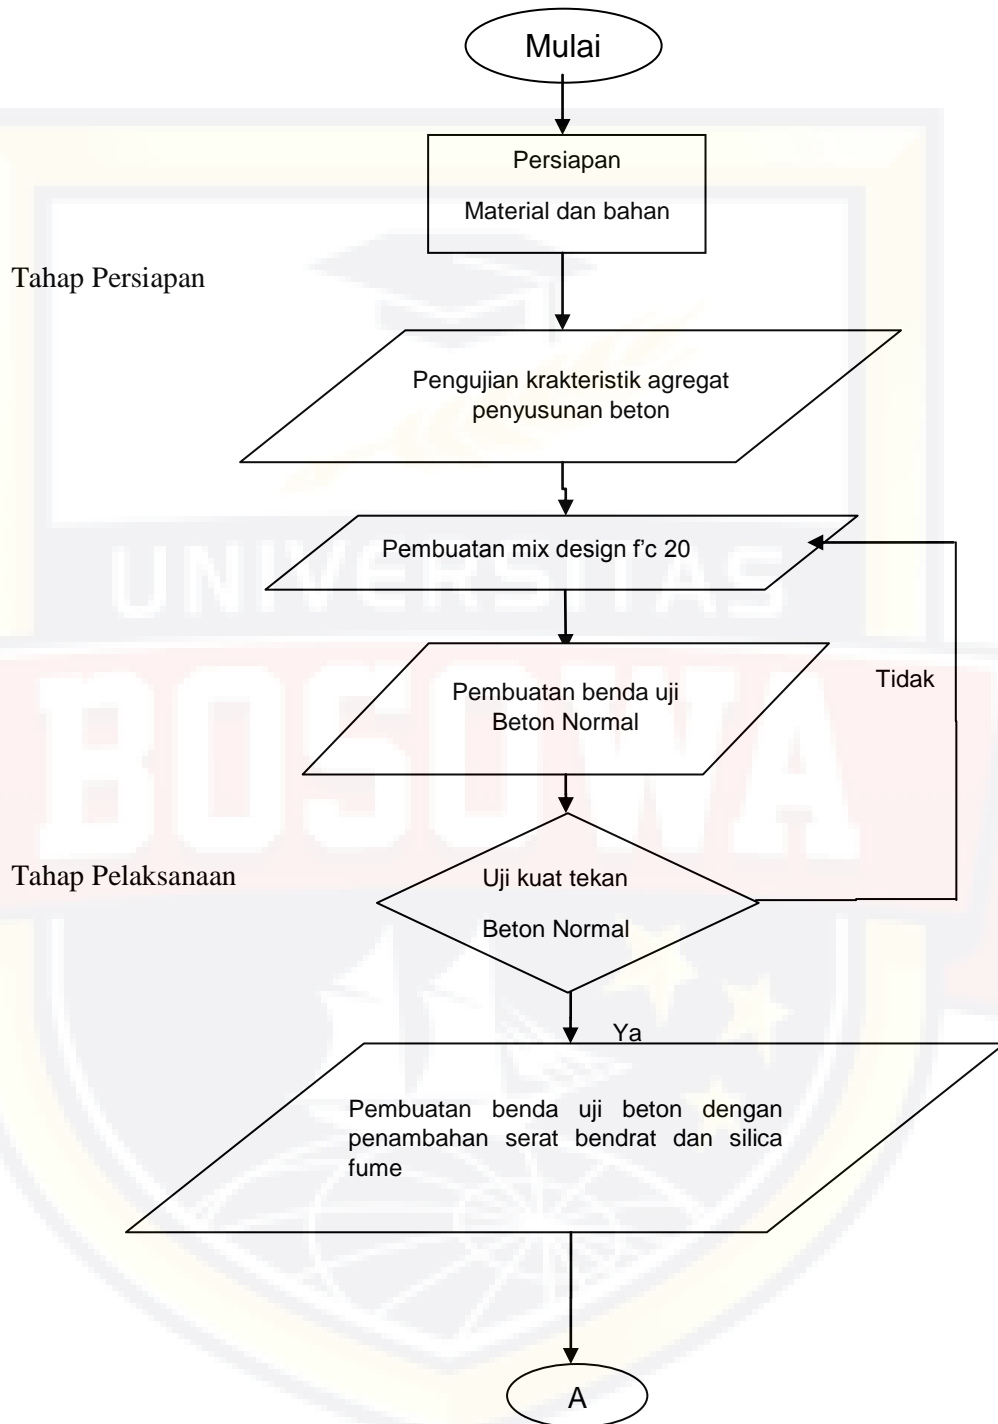 Mulai
Persiapan
Material dan bahan
Tahap Persiapan
Pengujian krakteristik agregat
penyusunan beton
Pembuatan mix design f’c 20
UNIVERSITAS
Pembuatan benda uji
Beton Normal
Tidak
BOSOWA
Tahap Pelaksanaan
Uji kuat tekan
Beton Normal
Ya
Pembuatan benda uji beton dengan
penambahan serat bendrat dan silica
fume
A